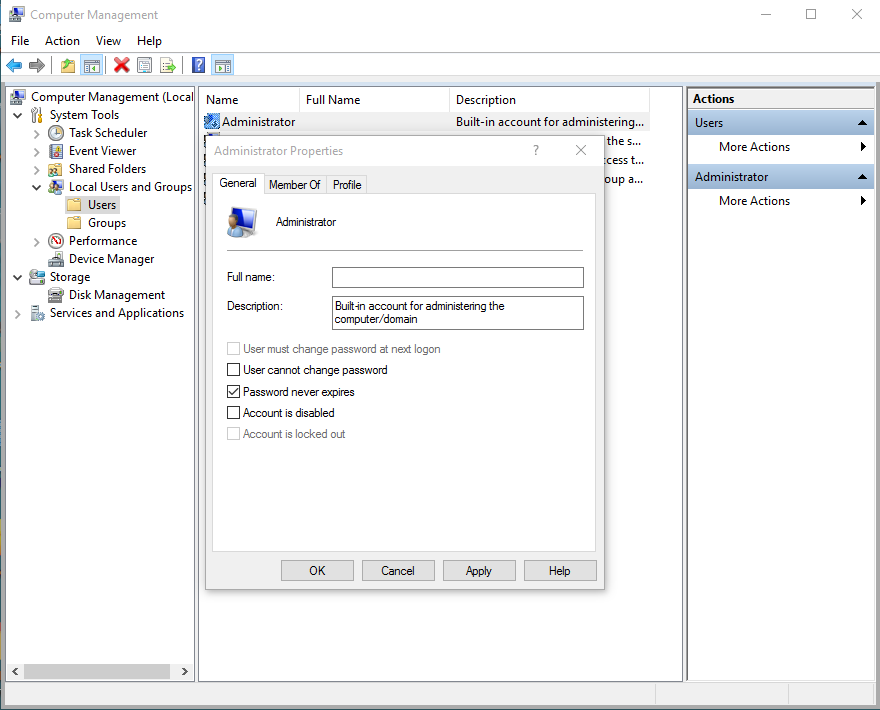 Computer Management
File Action View Help
Computer Management (Local
System Tools
Task Scheduler
Event Viewer
Shared Folders
Local Users and Groups
Users
Groups
Performance
Device Manager
Storage
Disk Management
Services and Applications
Name Full Name Description
Administrator Built-in account for administering...
the s...
cess t...
oup a...
Administrator Properties
General Member Of Profile
Administrator
Full name:
Description: Built-in account for administering the
computer/domain
User must change password at next logon
User cannot change password
Password never expires
Account is disabled
Account is locked out
OK Cancel Apply Help
Actions
Users
More Actions
Administrator
More Actions